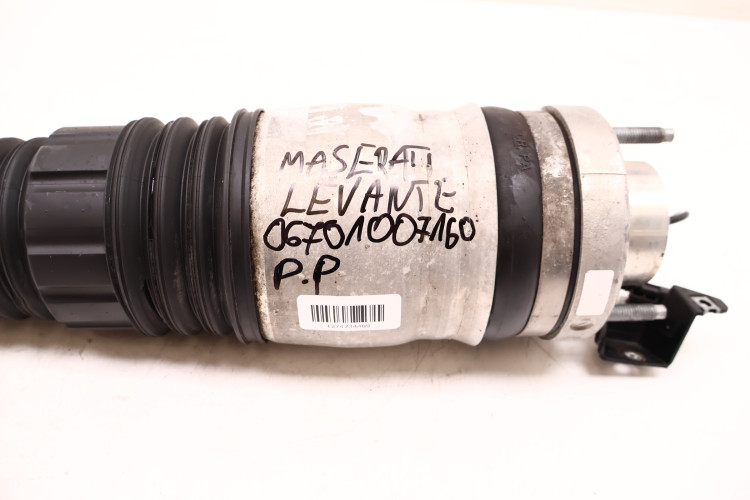 MASERATI
LEVANTE
06701007160
P.P